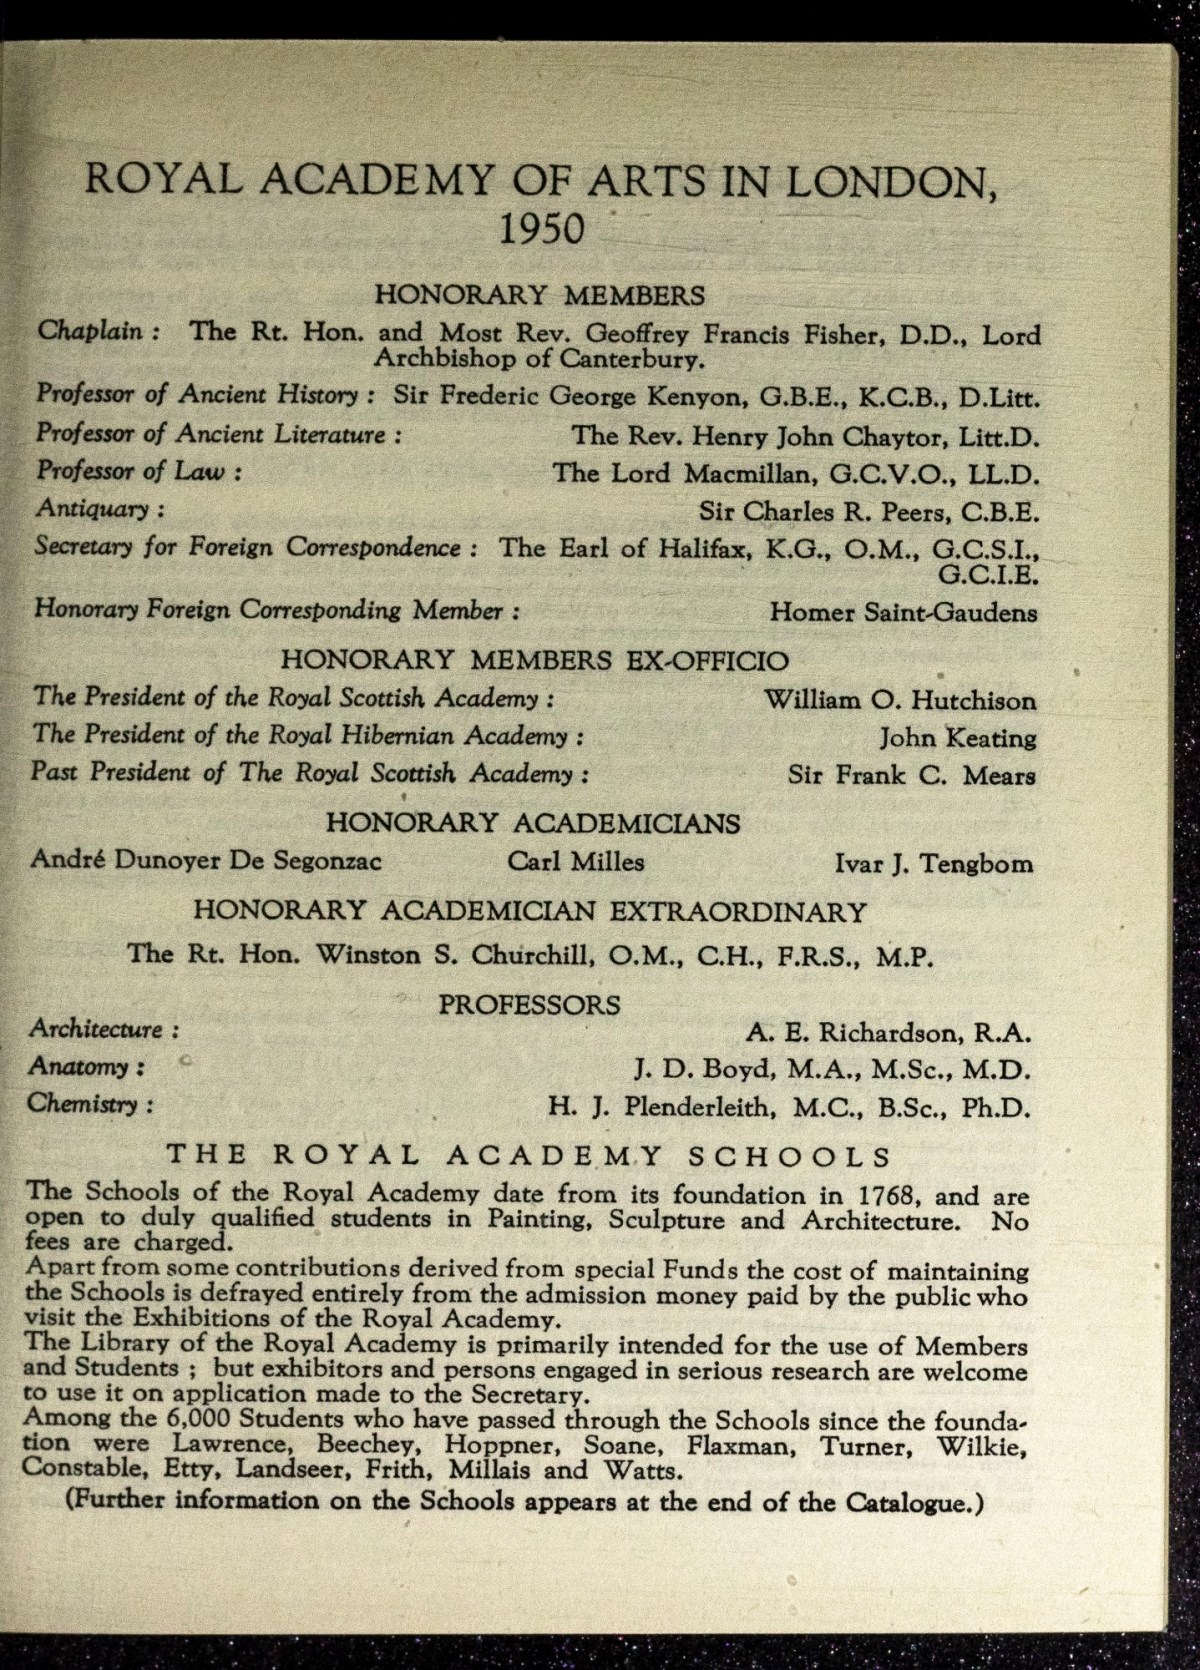 ROYAL ACADEMY OF ARTS IN LONDON,
1950
HONORARY MEMBERS
Chaplain : The Rt. Hon. and Most Rev. Geoffrey Francis Fisher, D.D., Lord
Archbishop of Canterbury.
Professor of Ancient History : Sir Frederic George Kenyon, G.B.E., K.C.B., D.Litt.
Professor of Ancient Literature : The Rev. Henry John Chaytor, Litt.D.
Professor of Law : The Lord Macmillan, G.C.V.O., LL.D.
Antiquary : Sir Charles R. Peers, C.B.E.
Secretary for Foreign Correspondence : The Earl of Halifax, K.G., O.M., G.C.S.I.,
G.C.I.E.
Honorary Foreign Corresponding Member : Homer Saint-Gaudens
HONORARY MEMBERS EX-OFFICIO
The President of the Royal Scottish Academy : William O. Hutchison
The President of the Royal Hibernian Academy : John Keating
Past President of The Royal Scottish Academy : Sir Frank C. Mears
HONORARY ACADEMICIANS
André Dunoyer De Segonzac Carl Milles Ivar J. Tengbom
HONORARY ACADEMICIAN EXTRAORDINARY
The Rt. Hon. Winston S. Churchill, O.M., C.H., F.R.S., M.P.
PROFESSORS
Architecture : A. E. Richardson, R.A.
Anatomy : J. D. Boyd, M.A., M.Sc., M.D.
Chemistry : H. J. Plenderleith, M.C., B.Sc., Ph.D.
THE ROYAL ACADEMY SCHOOLS
The Schools of the Royal Academy date from its foundation in 1768, and are
open to duly qualified students in Painting, Sculpture and Architecture. No
fees are charged.
Apart from some contributions derived from special Funds the cost of maintaining
the Schools is defrayed entirely from the admission money paid by the public who
visit the Exhibitions of the Royal Academy.
The Library of the Royal Academy is primarily intended for the use of Members
and Students ; but exhibitors and persons engaged in serious research are welcome
to use it on application made to the Secretary.
Among the 6,000 Students who have passed through the Schools since the founda-
tion were Lawrence, Beechey, Hoppner, Soane, Flaxman, Turner, Wilkie,
Constable, Etty, Landseer, Frith, Millais and Watts.
(Further information on the Schools appears at the end of the Catalogue.)